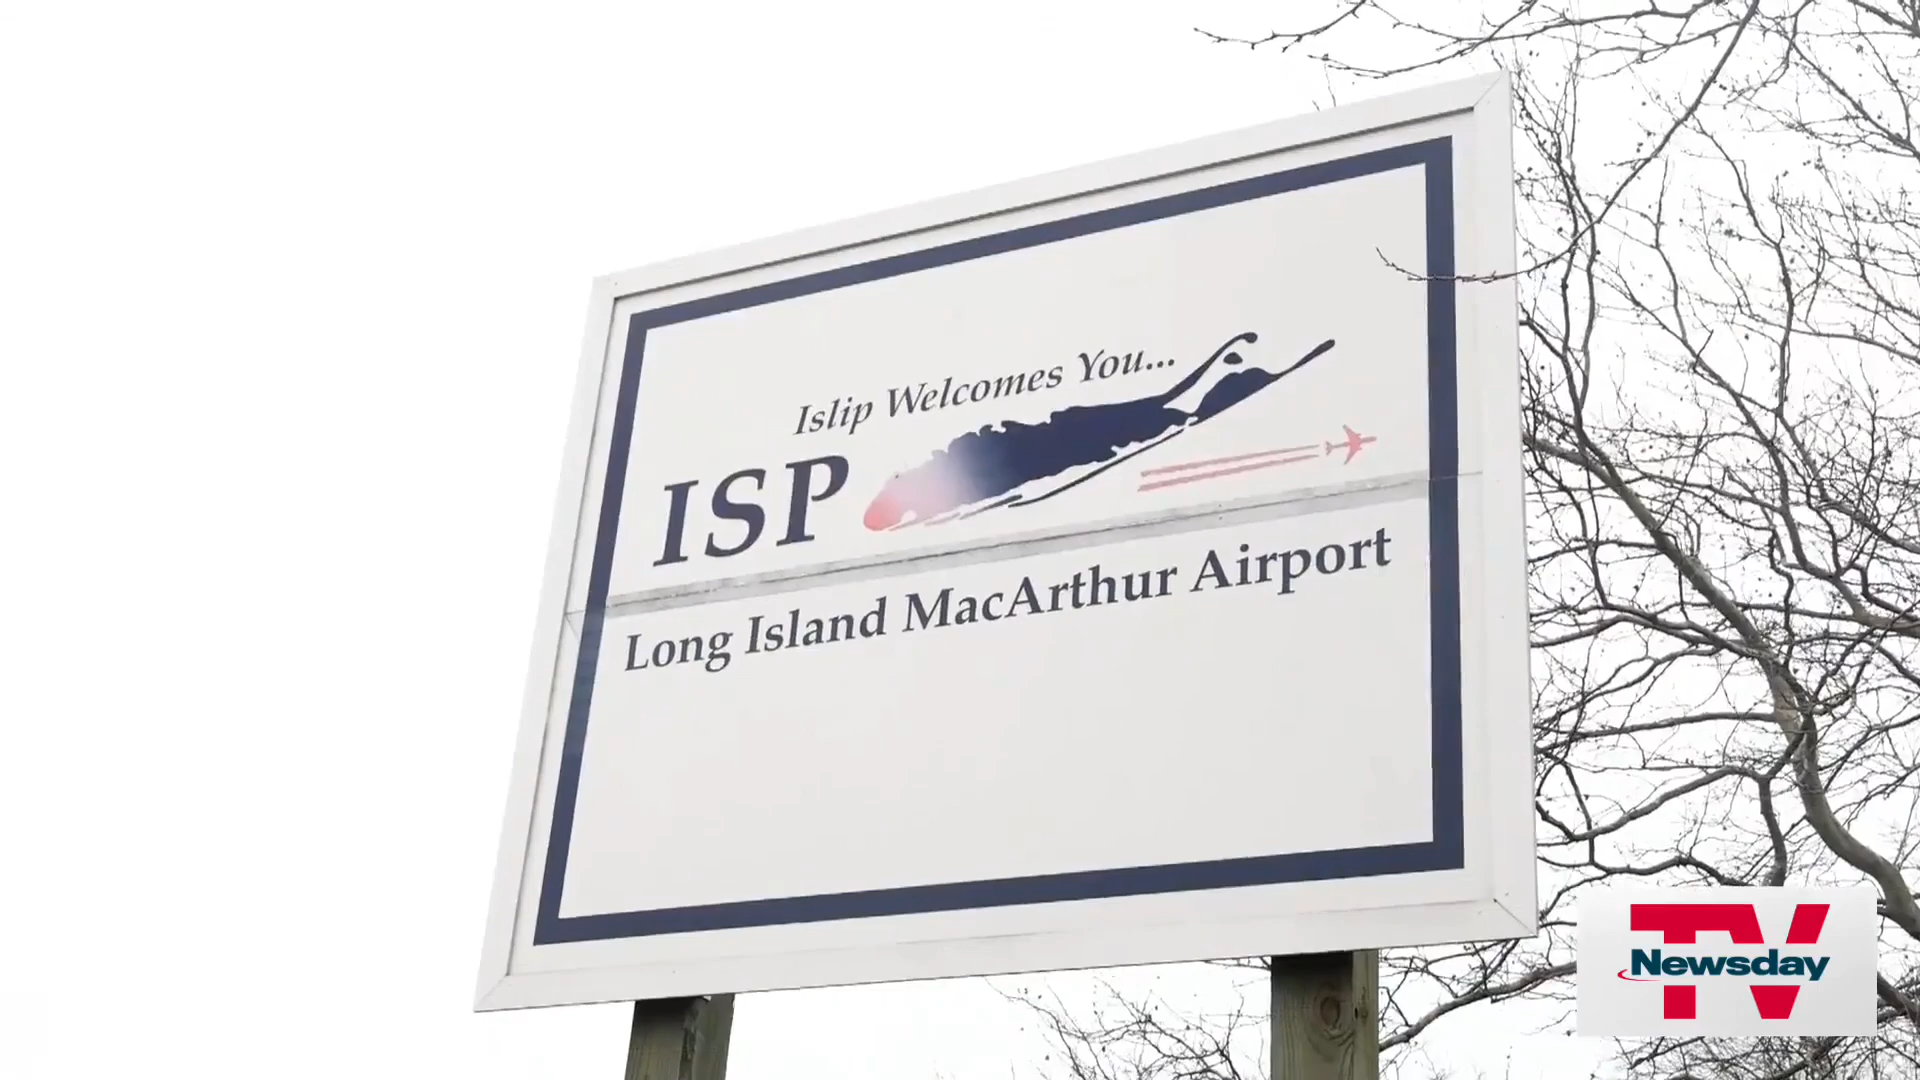 Islip Welcomes You...
ISP
Long Island MacArthur Airport
TV
Newsday